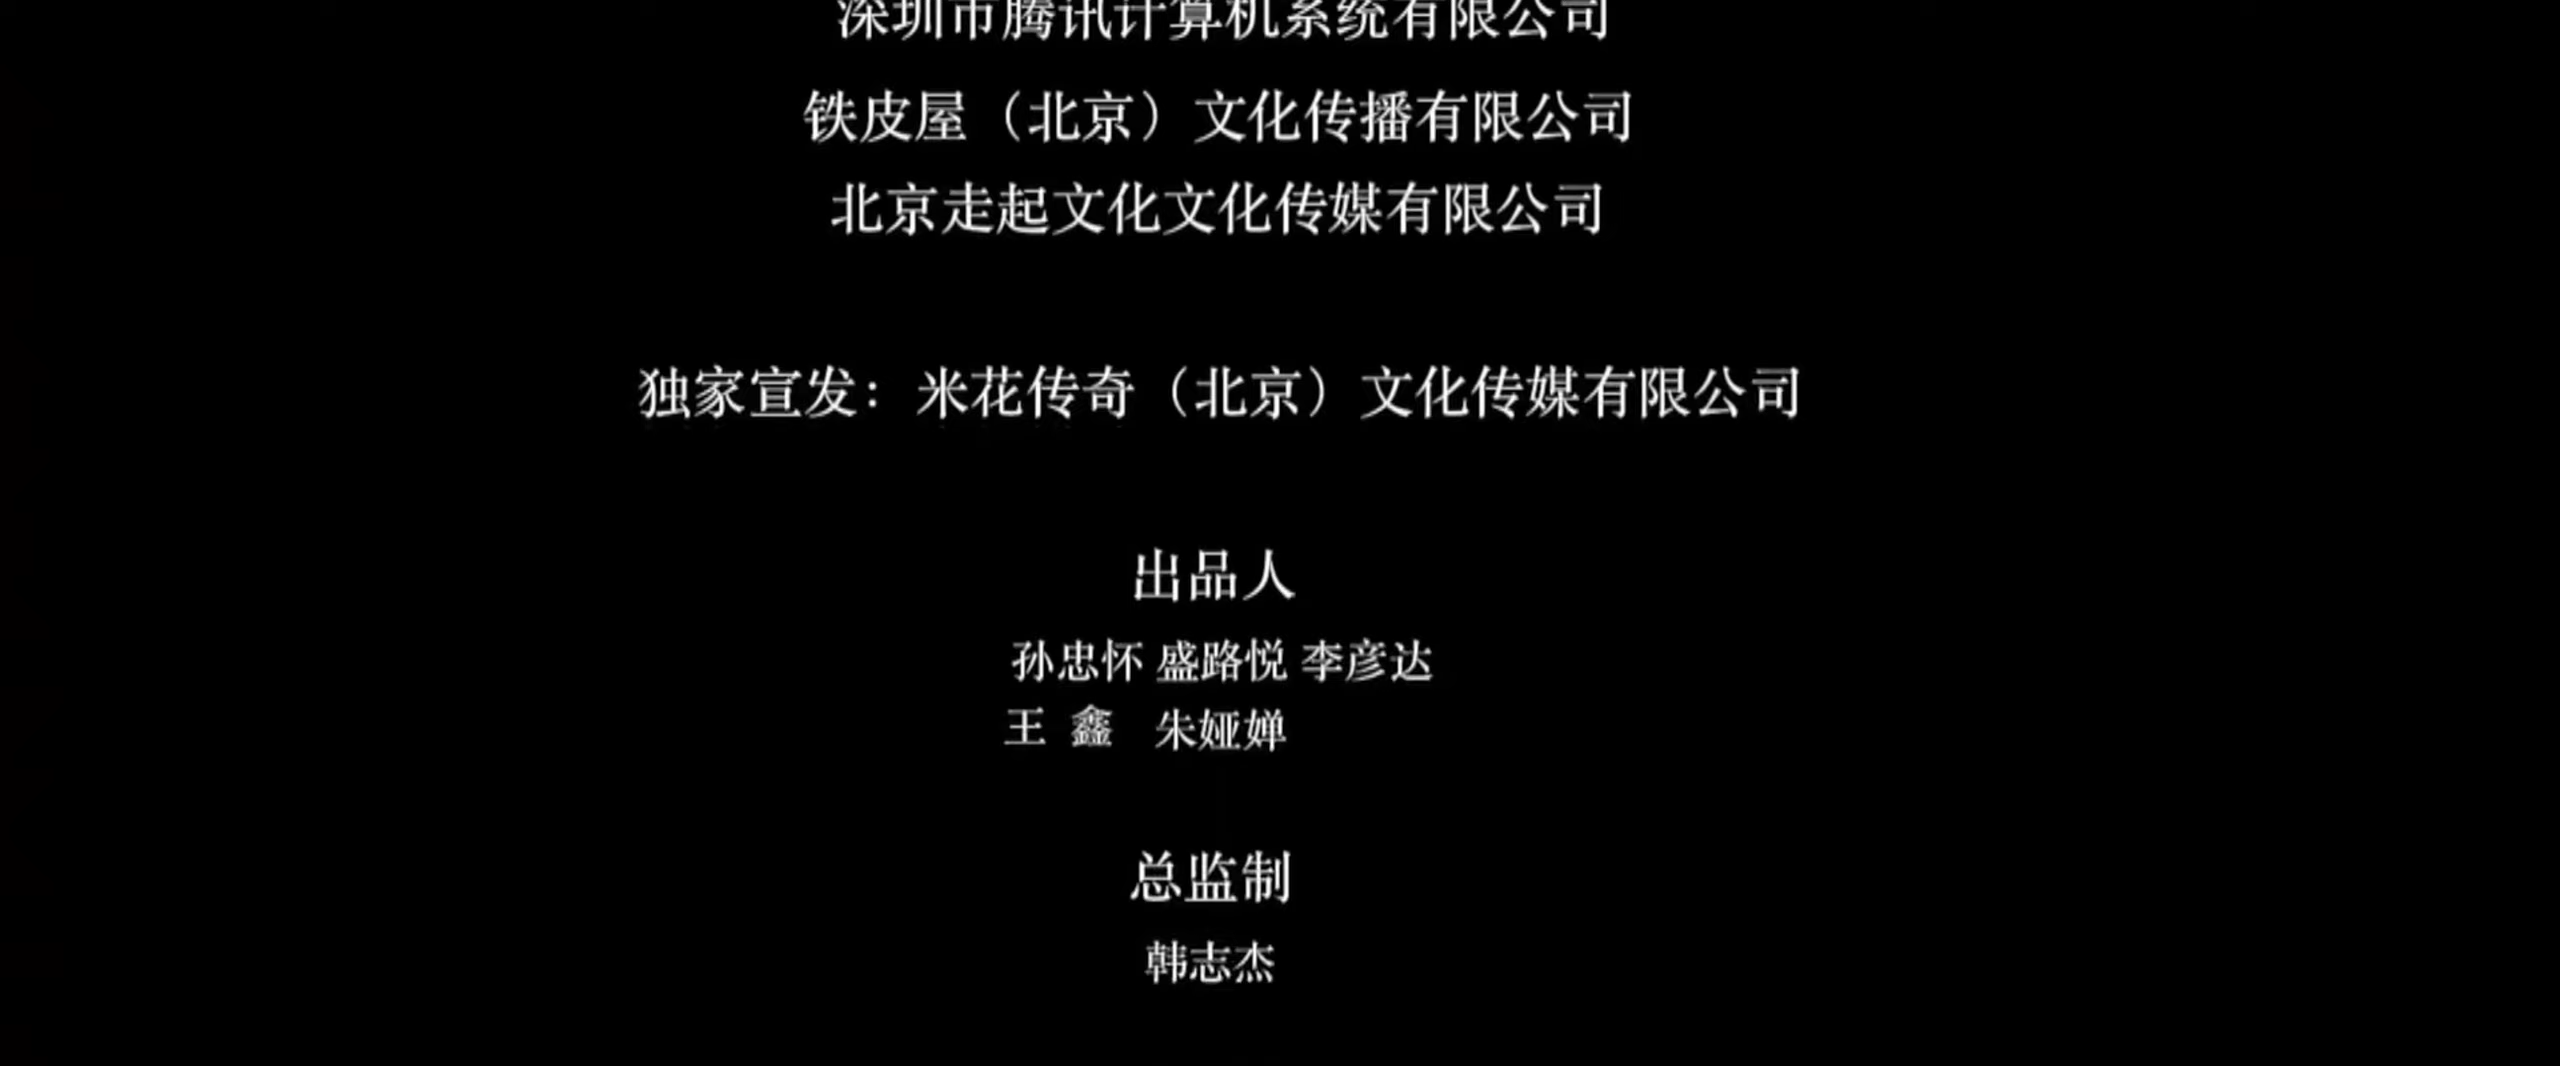 深圳市腾讯计算机系统有限公司
铁皮屋（北京）文化传播有限公司
北京走起文化文化传媒有限公司
独家宣发：米花传奇（北京）文化传媒有限公司
出品人
孙忠怀 盛路悦 李彦达
王 鑫 朱娅婵
总监制
韩志杰